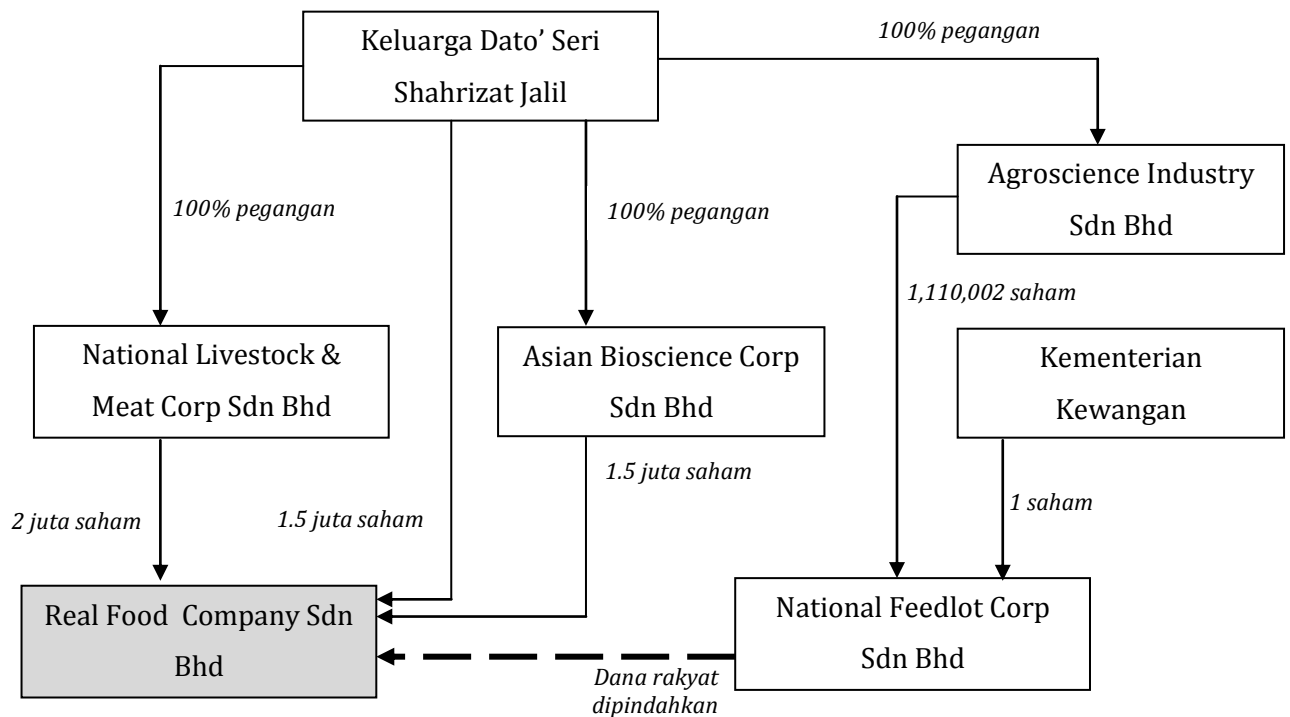 Keluarga Dato’ Seri
Shahrizat Jalil
100% pegangan
Agroscience Industry
Sdn Bhd
100% pegangan
100% pegangan
1,110,002 saham
National Livestock &
Meat Corp Sdn Bhd
Asian Bioscience Corp
Sdn Bhd
Kementerian
Kewangan
2 juta saham
1.5 juta saham
1.5 juta saham
1 saham
Real Food Company Sdn
Bhd
National Feedlot Corp
Sdn Bhd
Dana rakyat
dipindahkan